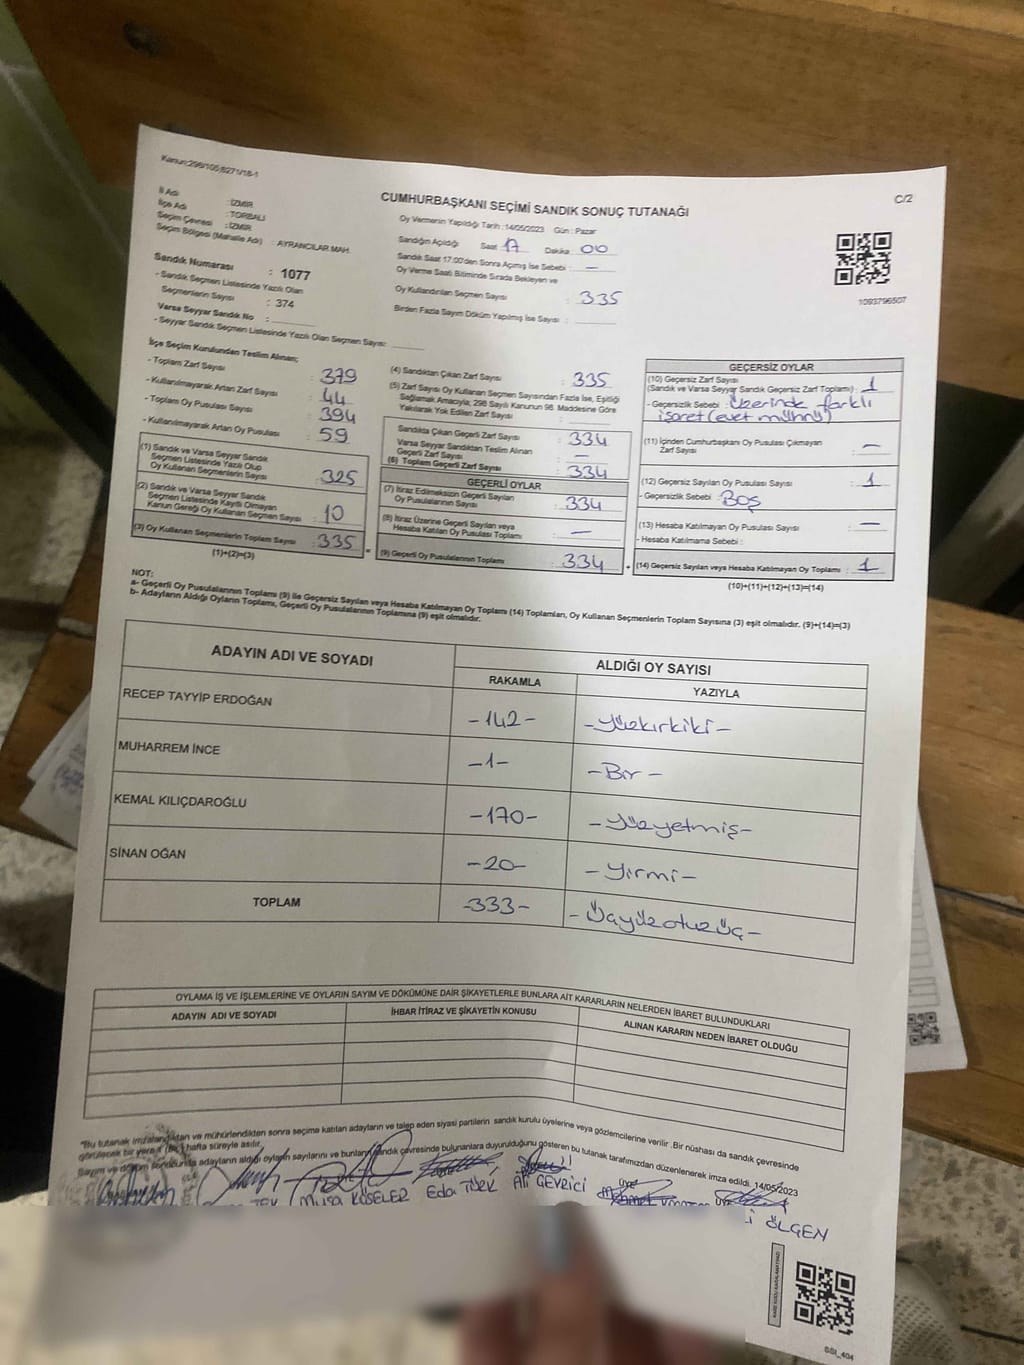 Kanun:298/105,6271/18-1
C/2
CUMHURBAŞKANI SEÇİMİ SANDIK SONUÇ TUTANAĞI
İl Adı : İZMİR
İlçe Adı : TORBALI
Seçim Çevresi : İZMİR
Seçim Bölgesi (Mahalle Adı) : AYRANCILAR MAH.
Oy Vermenin Yapıldığı Tarih :14/05/2023 Gün : Pazar
Sandığın Açıldığı Saat 17 Dakika 00
Sandık Saat 17.00'den Sonra Açımış İse Sebebi : —
Oy Verme Saati Bitiminde Sırada Bekleyen ve
Oy Kullandırılan Seçmen Sayısı : 335
Birden Fazla Sayım Döküm Yapılmış İse Sayısı :
1093796507
Sandık Numarası : 1077
- Sandık Seçmen Listesinde Yazılı Olan
Seçmenlerin Sayısı : 374
Varsa Seyyar Sandık No :
- Seyyar Sandık Seçmen Listesinde Yazılı Olan Seçmen Sayısı:
İlçe Seçim Kurulundan Teslim Alınan;
- Toplam Zarf Sayısı : 379
- Kullanılmayarak Artan Zarf Sayısı : 44
- Toplam Oy Pusulası Sayısı : 394
- Kullanılmayarak Artan Oy Pusulası : 59
(1) Sandık ve Varsa Seyyar Sandık
Seçmen Listesinde Yazılı Olup
Oy Kullanan Seçmenlerin Sayısı : 325
(2) Sandık ve Varsa Seyyar Sandık
Seçmen Listesinde Kayıtlı Olmayan
Kanun Gereği Oy Kullanan Seçmen Sayısı : 10
(3) Oy Kullanan Seçmenlerin Toplam Sayısı : 335
(1)+(2)=(3)
(4) Sandıktan Çıkan Zarf Sayısı : 335
(5) Zarf Sayısı Oy Kullanan Seçmen Sayısından Fazla İse, Eşitliği
Sağlamak Amacıyla; 298 Sayılı Kanunun 98. Maddesine Göre
Yakılarak Yok Edilen Zarf Sayısı :
Sandıkta Çıkan Geçerli Zarf Sayısı : 334
Varsa Seyyar Sandıktan Teslim Alınan
Geçerli Zarf Sayısı : —
(6) Toplam Geçerli Zarf Sayısı : 334
GEÇERLİ OYLAR
(7) İtiraz Edilmeksizin Geçerli Sayılan
Oy Pusulalarının Sayısı : 334
(8) İtiraz Üzerine Geçerli Sayılan veya
Hesaba Katılan Oy Pusulası Toplamı : —
(9) Geçerli Oy Pusulalarının Toplamı : 334
GEÇERSİZ OYLAR
(10) Geçersiz Zarf Sayısı
(Sandık ve Varsa Seyyar Sandık Geçersiz Zarf Toplamı) : 1
- Geçersizlik Sebebi : Üzerinde farklı
işaret (evet mührü)
(11) İçinden Cumhurbaşkanı Oy Pusulası Çıkmayan
Zarf Sayısı : —
(12) Geçersiz Sayılan Oy Pusulası Sayısı : 1
- Geçersizlik Sebebi : Boş
(13) Hesaba Katılmayan Oy Pusulası Sayısı : —
- Hesaba Katılmama Sebebi :
(14) Geçersiz Sayılan veya Hesaba Katılmayan Oy Toplamı : 1
(10)+(11)+(12)+(13)=(14)
NOT:
a- Geçerli Oy Pusulalarının Toplamı (9) ile Geçersiz Sayılan veya Hesaba Katılmayan Oy Toplamı (14) Toplamları, Oy Kullanan Seçmenlerin Toplam Sayısına (3) eşit olmalıdır. (9)+(14)=(3)
b- Adayların Aldığı Oyların Toplamı, Geçerli Oy Pusulalarının Toplamına (9) eşit olmalıdır.
ADAYIN ADI VE SOYADI ALDIĞI OY SAYISI
RAKAMLA YAZIYLA
RECEP TAYYİP ERDOĞAN -142- -Yüzkırkiki-
MUHARREM İNCE -1- -Bir-
KEMAL KILIÇDAROĞLU -170- -Yüzyetmiş-
SİNAN OĞAN -20- -Yirmi-
TOPLAM -333- -Üçyüzotuzüç-
OYLAMA İŞ VE İŞLEMLERİNE VE OYLARIN SAYIM VE DÖKÜMÜNE DAİR ŞİKAYETLERLE BUNLARA AİT KARARLARIN NELERDEN İBARET BULUNDUKLARI
ADAYIN ADI VE SOYADI İHBAR İTİRAZ VE ŞİKAYETİN KONUSU ALINAN KARARIN NEDEN İBARET OLDUĞU
"Bu tutanak imzalandıktan ve mühürlendikten sonra seçime katılan adayların ve talep eden siyasi partilerin sandık kurulu üyelerine veya gözlemcilerine verilir .Bir nüshası da sandık çevresinde
görülecek bir yere 1 (Bir) hafta süreyle asılır.
Sayım ve döküm sonucunda adayların aldığı oyların sayılarını ve bunların sandık çevresinde bulunanlara duyurulduğunu gösteren bu tutanak tarafımızdan düzenlenerek imza edildi. 14/05/2023
Musa KÖSELER Eda TÜRK Ali GEVRİCİ Üye Üye
ÖLGEN
SSI_404